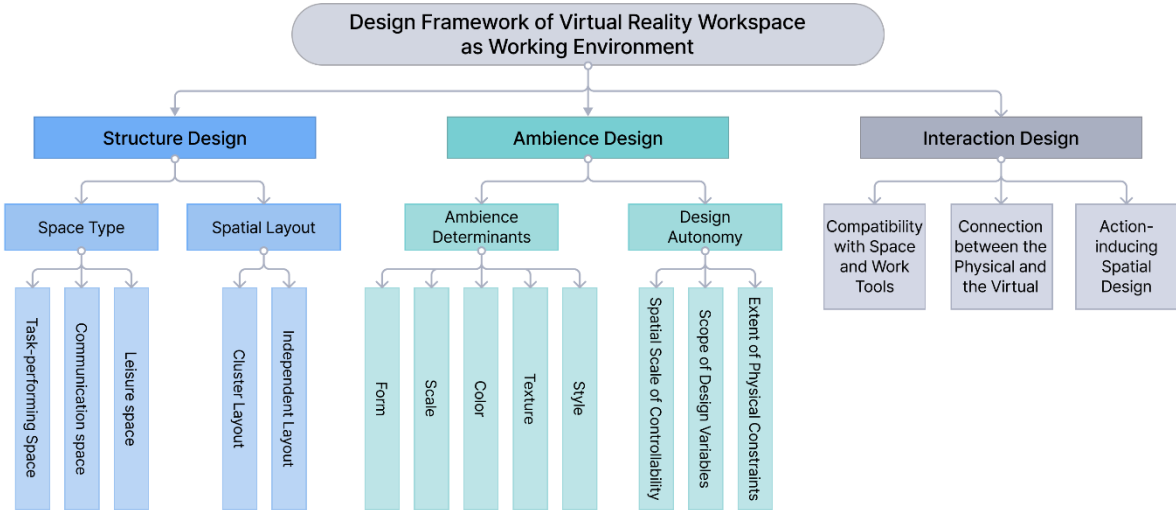 Design Framework of Virtual Reality Workspace
as Working Environment
Structure Design
Ambience Design
Interaction Design
Space Type
Spatial Layout
Ambience
Determinants
Design
Autonomy
Compatibility
with Space
and Work
Tools
Connection
between the
Physical and
the Virtual
Action-
inducing
Spatial
Design
Task-performing Space
Communication space
Leisure space
Cluster Layout
Independent Layout
Form
Scale
Color
Texture
Style
Spatial Scale of Controllability
Scope of Design Variables
Extent of Physical Constraints